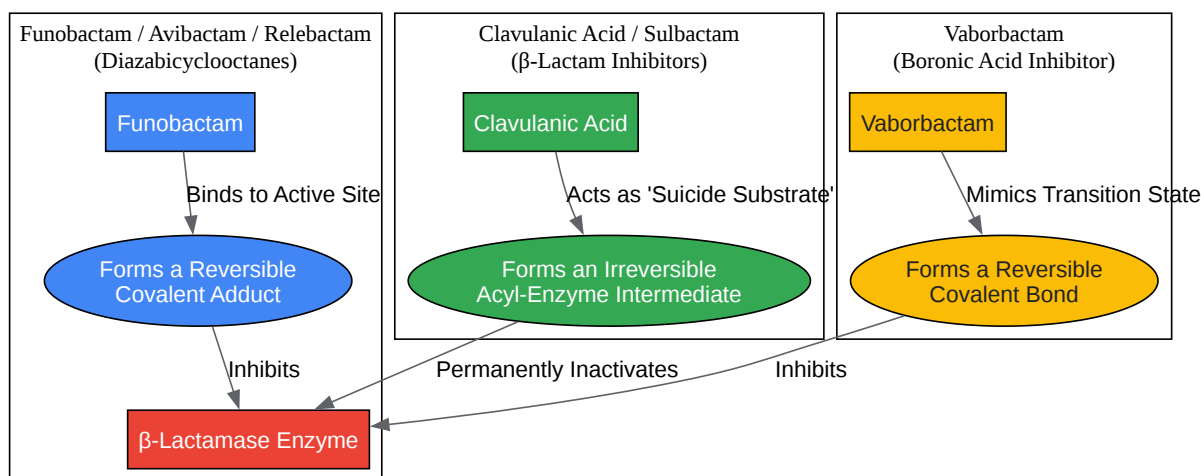 Funobactam / Avibactam / Relebactam
(Diazabicyclooctanes)
Clavulanic Acid / Sulbactam
(β-Lactam Inhibitors)
Vaborbactam
(Boronic Acid Inhibitor)
Funobactam
Clavulanic Acid
Vaborbactam
Binds to Active Site
Acts as 'Suicide Substrate'
Mimics Transition State
Forms a Reversible
Covalent Adduct
Forms an Irreversible
Acyl-Enzyme Intermediate
Forms a Reversible
Covalent Bond
Inhibits
Permanently Inactivates
Inhibits
β-Lactamase Enzyme